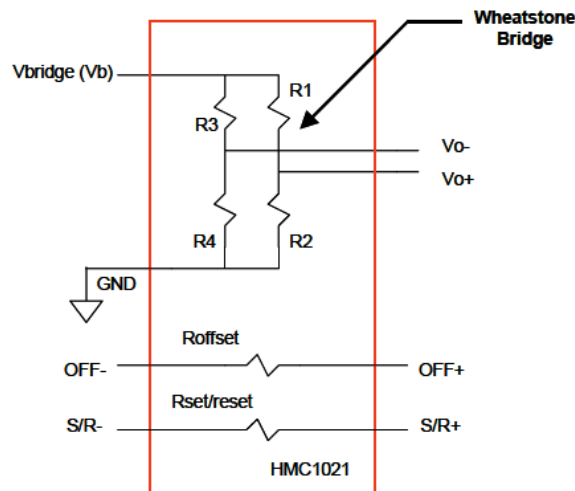 Wheatstone
Bridge
Vbridge (Vb)
R1
R3
Vo-
Vo+
R4
R2
GND
Roffset
OFF-
OFF+
Rset/reset
S/R-
S/R+
HMC1021